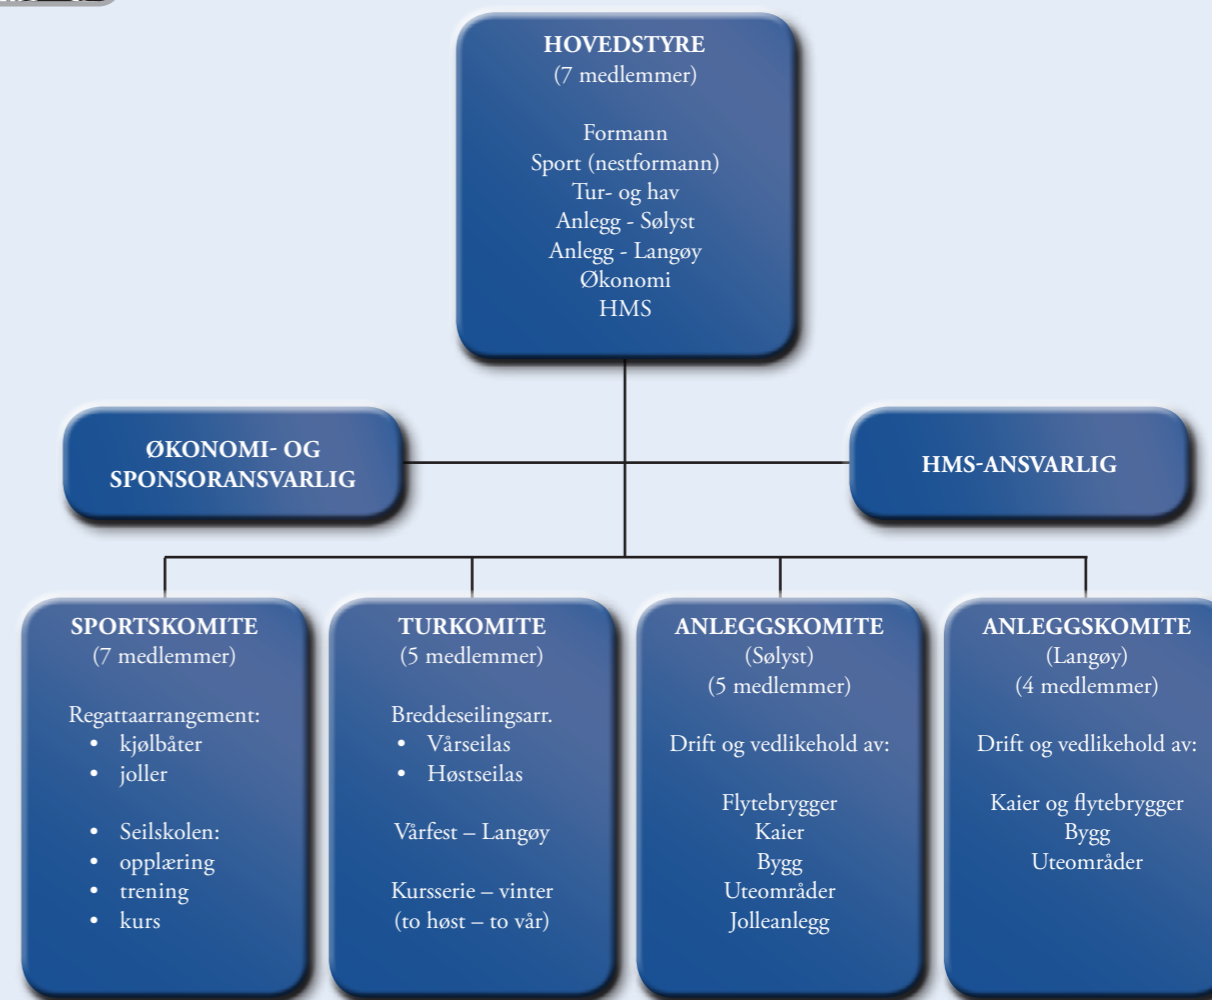 HOVEDSTYRE
(7 medlemmer)
Formann
Sport (nestformann)
Tur- og hav
Anlegg - Sølyst
Anlegg - Langøy
Økonomi
HMS
ØKONOMI- OG
SPONSORANSVARLIG
HMS-ANSVARLIG
SPORTSKOMITE
(7 medlemmer)
Regattaarrangement:
• kjølbåter
• joller
• Seilskolen:
• opplæring
• trening
• kurs
TURKOMITE
(5 medlemmer)
Breddeseilingsarr.
• Vårseilas
• Høstseilas
Vårfest – Langøy
Kursserie – vinter
(to høst – to vår)
ANLEGGSKOMITE
(Sølyst)
(5 medlemmer)
Drift og vedlikehold av:
Flytebrygger
Kaier
Bygg
Uteområder
Jolleanlegg
ANLEGGSKOMITE
(Langøy)
(4 medlemmer)
Drift og vedlikehold av:
Kaier og flytebrygger
Bygg
Uteområder